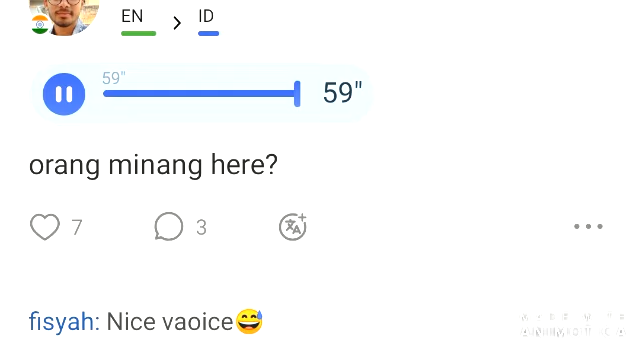 EN > ID
59"
59"
orang minang here?
7
3
fisyah: Nice vaoice😅